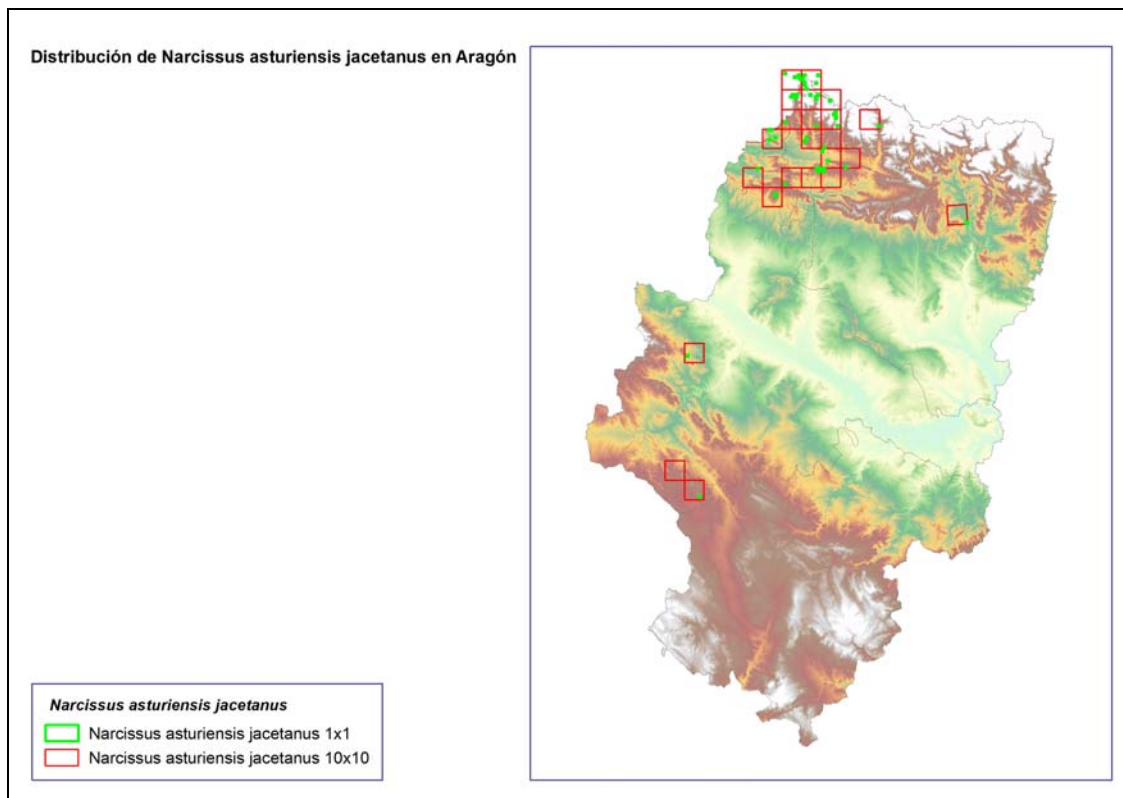 Distribución de Narcissus asturiensis jacetanus en Aragón
Narcissus asturiensis jacetanus
Narcissus asturiensis jacetanus 1x1
Narcissus asturiensis jacetanus 10x10